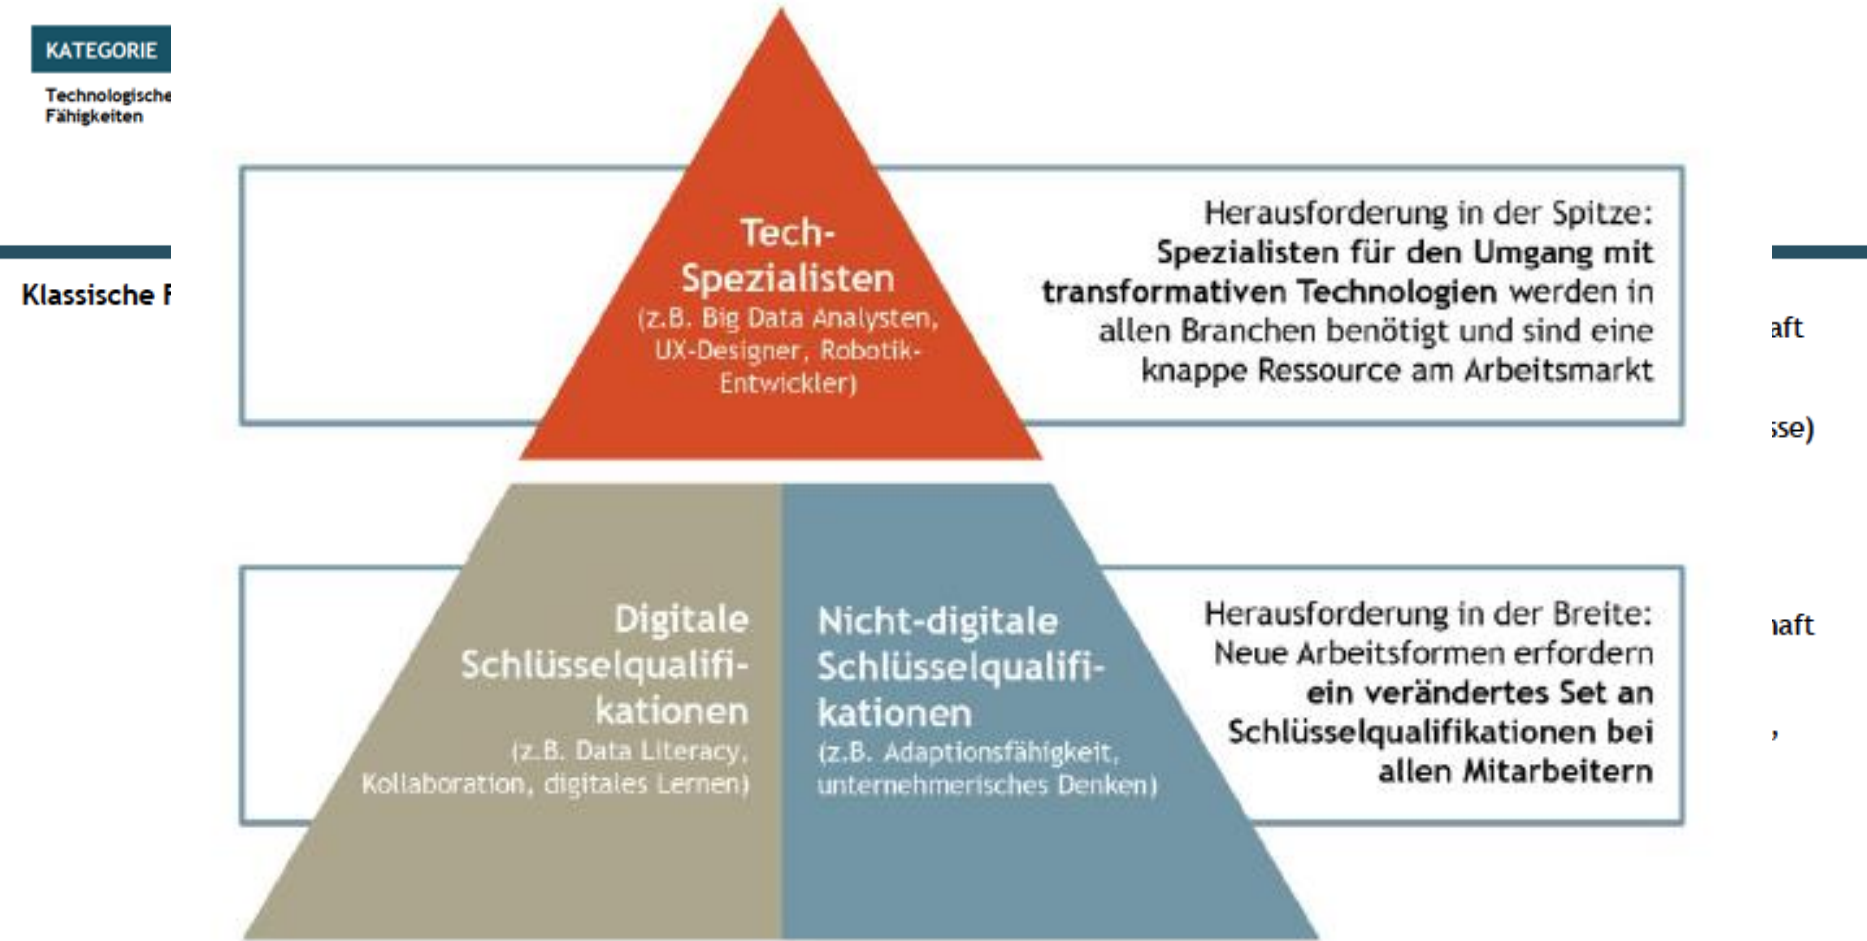 KATEGORIE
Technologische
Fähigkeiten
Klassische F
Tech-
Spezialisten
(z.B. Big Data Analysten,
UX-Designer, Robotik-
Entwickler)
Herausforderung in der Spitze:
Spezialisten für den Umgang mit
transformativen Technologien werden in
allen Branchen benötigt und sind eine
knappe Ressource am Arbeitsmarkt
aft
sse)
Digitale
Schlüsselqualifi-
kationen
(z.B. Data Literacy,
Kollaboration, digitales Lernen)
Nicht-digitale
Schlüsselqualifi-
kationen
(z.B. Adaptionsfähigkeit,
unternehmerisches Denken)
Herausforderung in der Breite:
Neue Arbeitsformen erfordern
ein verändertes Set an
Schlüsselqualifikationen bei
allen Mitarbeitern
haft
,